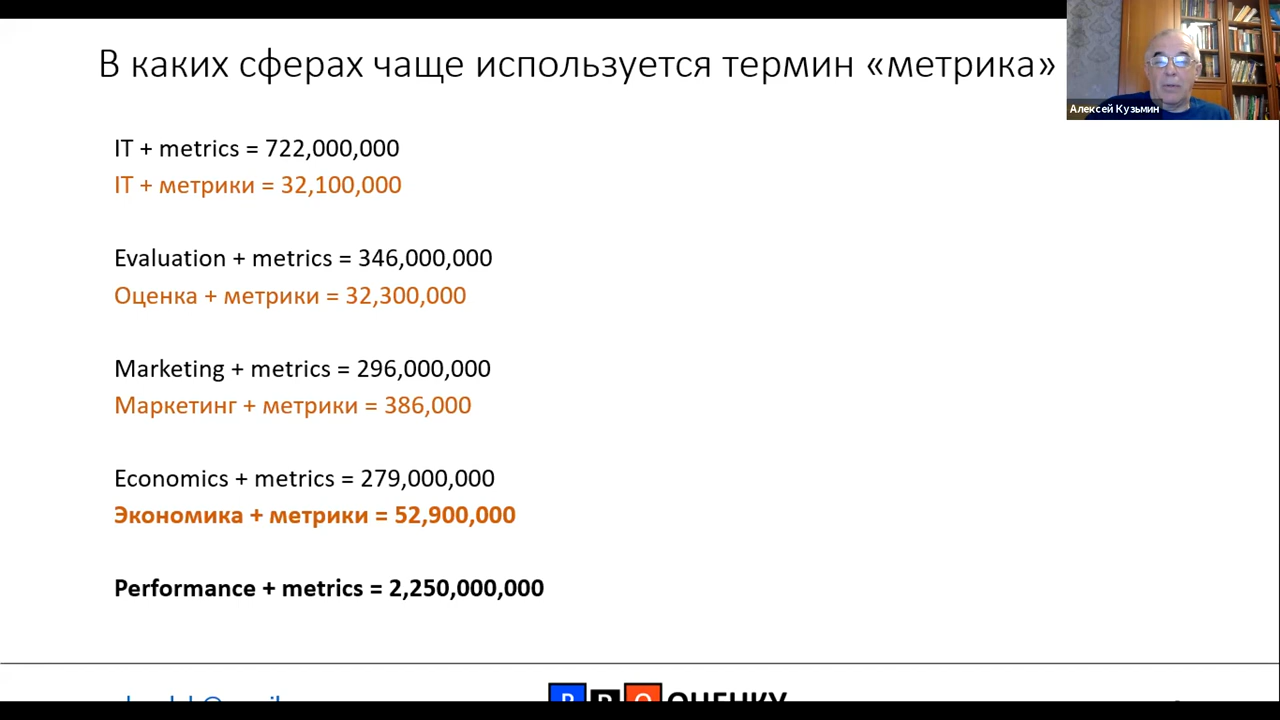 В каких сферах чаще используется термин «метрика»
Алексей Кузьмин
IT + metrics = 722,000,000
IT + метрики = 32,100,000
Evaluation + metrics = 346,000,000
Оценка + метрики = 32,300,000
Marketing + metrics = 296,000,000
Маркетинг + метрики = 386,000
Economics + metrics = 279,000,000
Экономика + метрики = 52,900,000
Performance + metrics = 2,250,000,000
ОЦЕНКУ